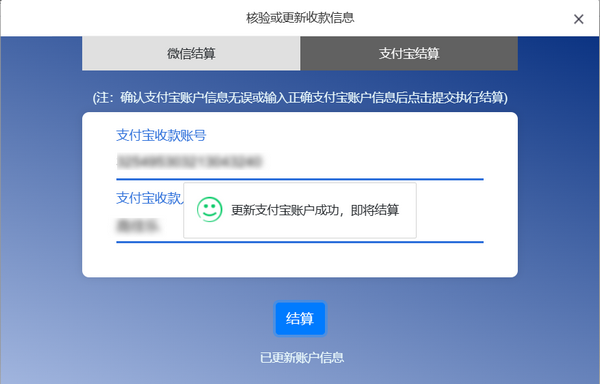 核验或更新收款信息
微信结算
支付宝结算
(注：确认支付宝账户信息无误或输入正确支付宝账户信息后点击提交执行结算)
支付宝收款账号
支付宝收款
更新支付宝账户成功，即将结算
结算
已更新账户信息